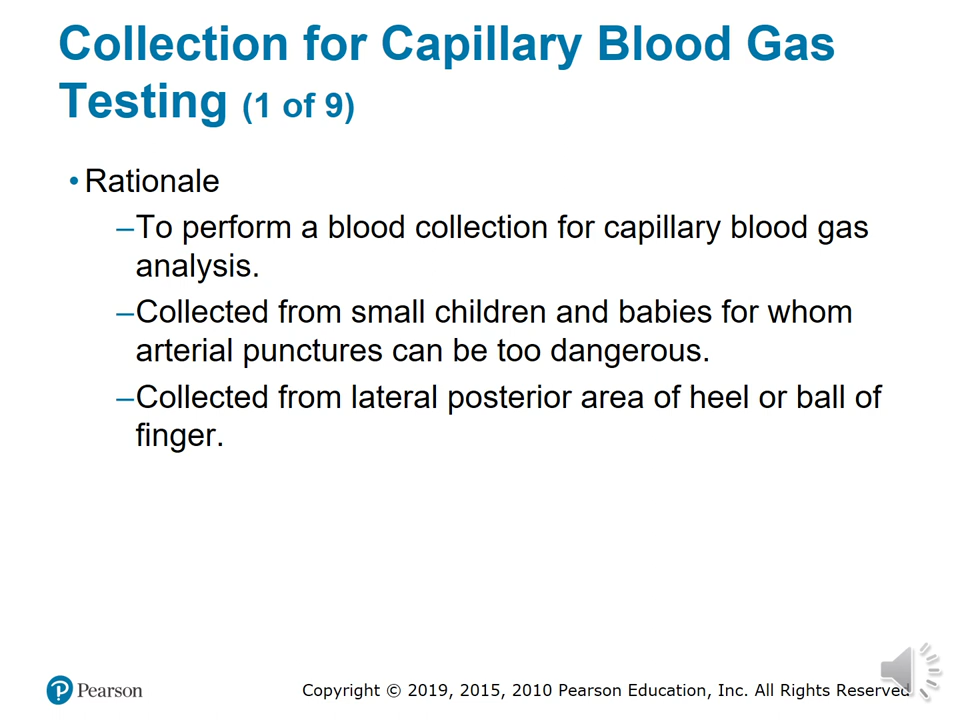 Collection for Capillary Blood Gas
Testing (1 of 9)
• Rationale
–To perform a blood collection for capillary blood gas
analysis.
–Collected from small children and babies for whom
arterial punctures can be too dangerous.
–Collected from lateral posterior area of heel or ball of
finger.
Pearson
Copyright © 2019, 2015, 2010 Pearson Education, Inc. All Rights Reserved